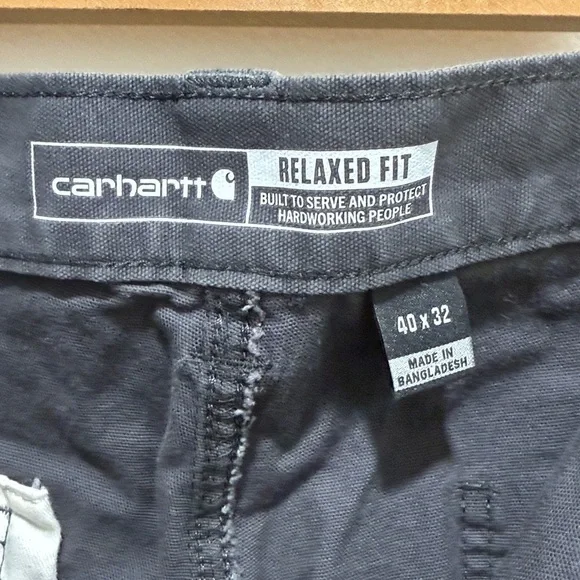 carhartt
RELAXED FIT
BUILT TO SERVE AND PROTECT
HARDWORKING PEOPLE
40 x 32
MADE IN
BANGLADESH